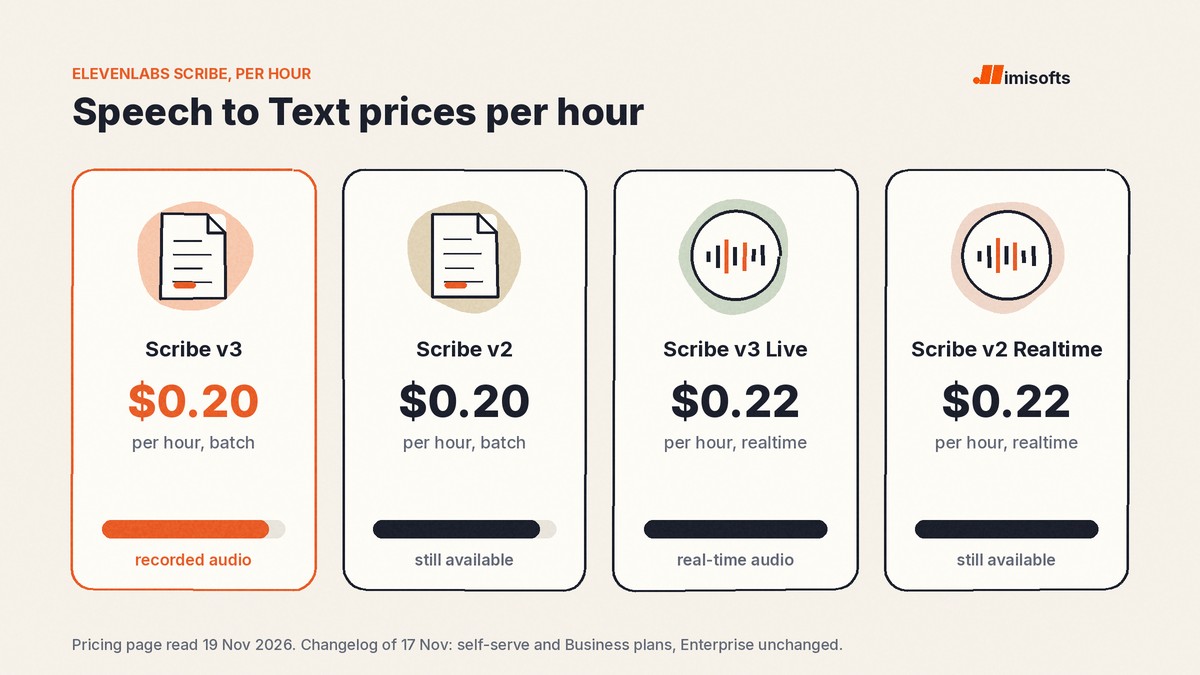 ELEVENLABS SCRIBE, PER HOUR
imisofts
Speech to Text prices per hour
Scribe v3
$0.20
per hour, batch
recorded audio
Scribe v2
$0.20
per hour, batch
still available
Scribe v3 Live
$0.22
per hour, realtime
real-time audio
Scribe v2 Realtime
$0.22
per hour, realtime
still available
Pricing page read 19 Nov 2026. Changelog of 17 Nov: self-serve and Business plans, Enterprise unchanged.